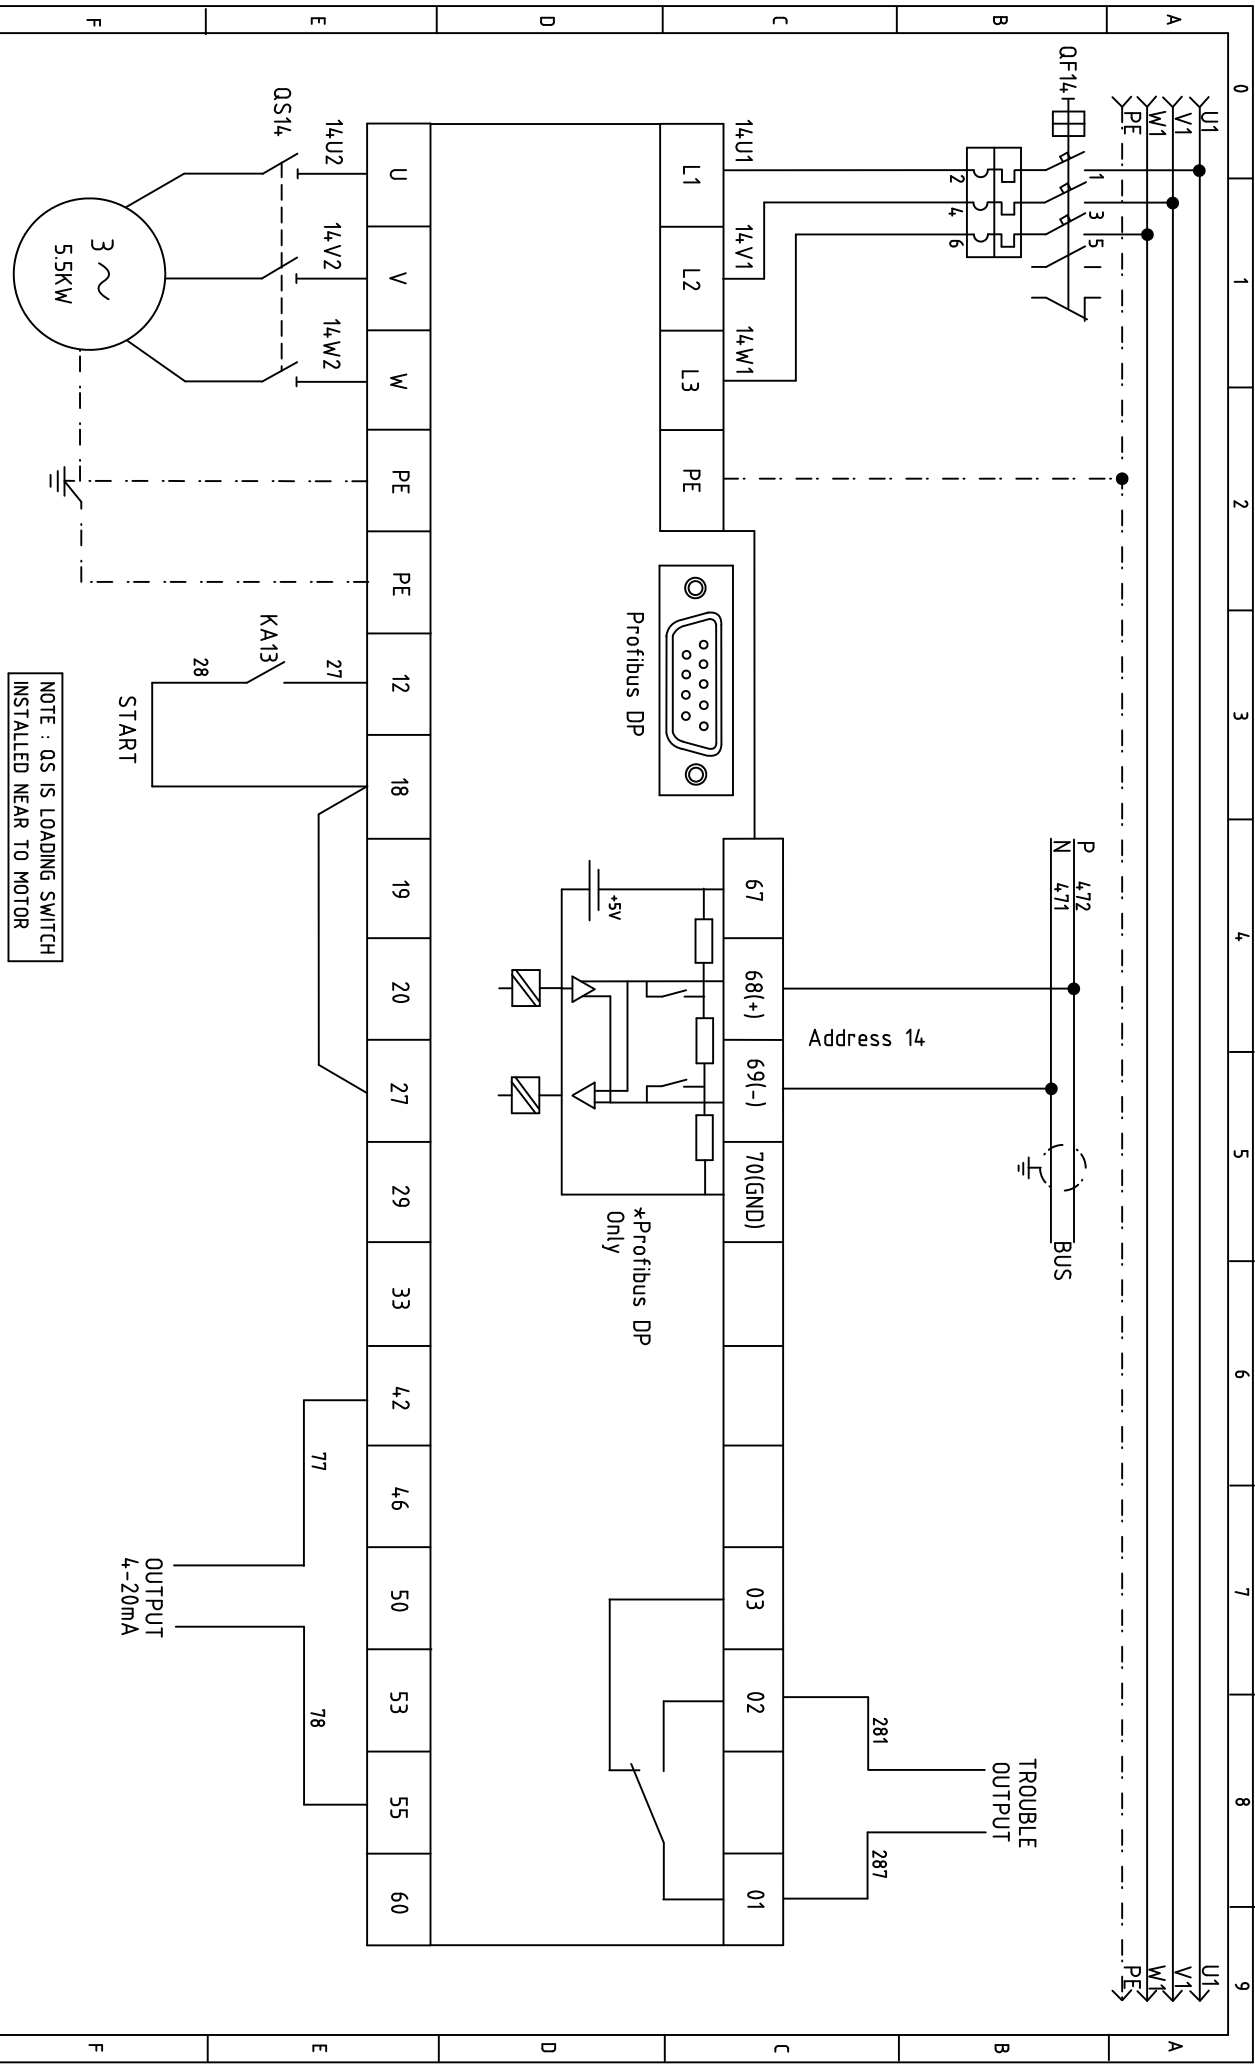 0
1
2
3
4
5
6
7
8
9
A
B
C
D
E
F
A
B
C
D
E
F
U1
V1
W1
PE
U1
V1
W1
PE
QF14
1
3
5
2
4
6
P 472
N 471
BUS
Address 14
TROUBLE
OUTPUT
281
287
14U1
14V1
14W1
L1
L2
L3
PE
67
68(+)
69(-)
70(GND)
03
02
01
Profibus DP
+5V
*Profibus DP
Only
U
V
W
PE
PE
12
18
19
20
27
29
33
42
46
50
53
55
60
14U2
14V2
14W2
QS14
27
KA13
28
START
77
78
OUTPUT
4-20mA
3
5.5KW
NOTE : QS IS LOADING SWITCH
INSTALLED NEAR TO MOTOR